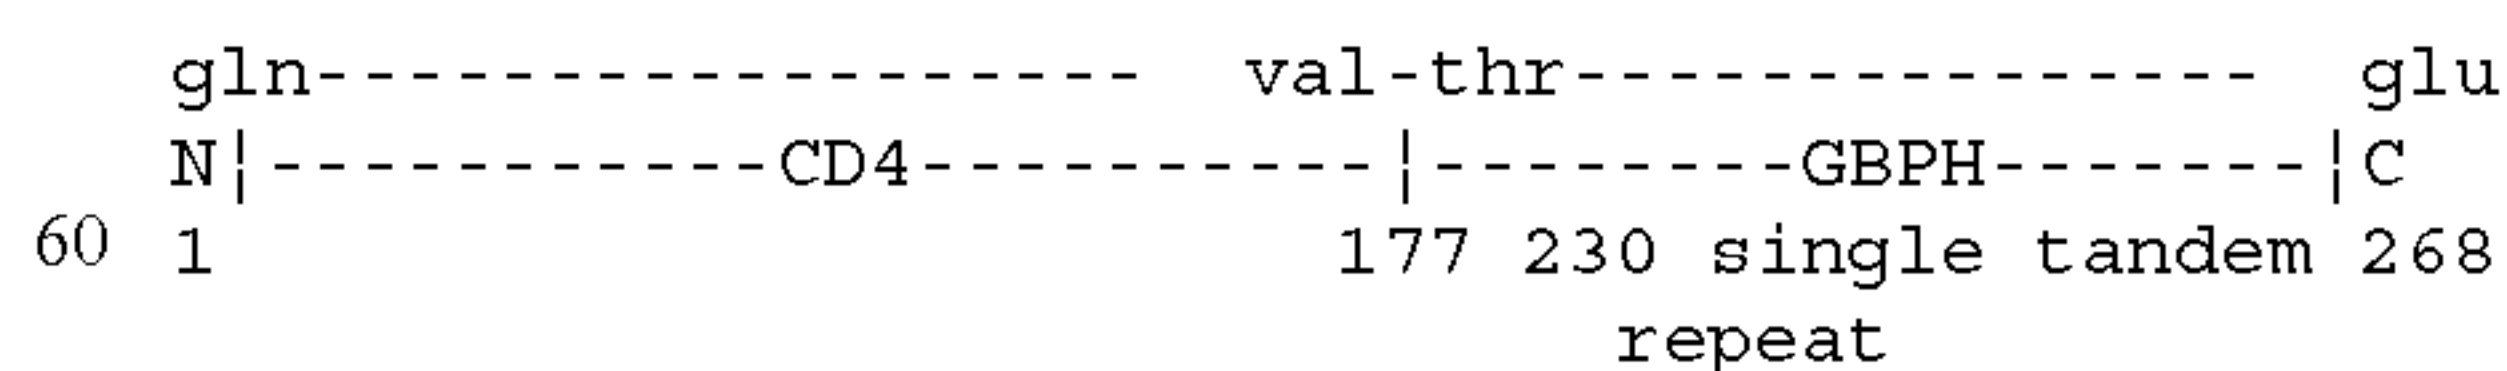 gln------------------  val-thr---------------  glu
N¦-----------CD4----------¦--------GBPH-------¦C
60 1 177 230 single tandem 268
repeat